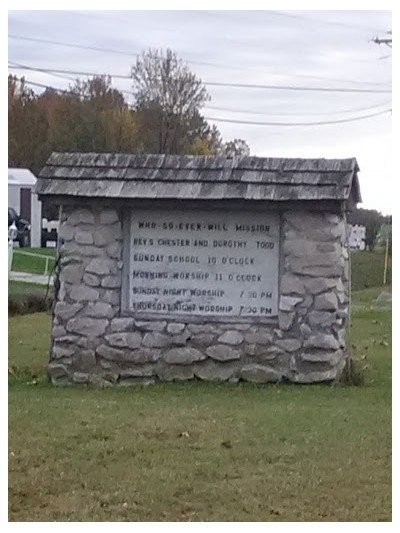 WHO-SO-EVER-WILL MISSION
REV.S CHESTER AND DOROTHY TODD
SUNDAY SCHOOL 10 O'CLOCK
MORNING WORSHIP 11 O'CLOCK
SUNDAY NIGHT WORSHIP 7:30 PM
THURSDAY NIGHT WORSHIP 7:30 PM